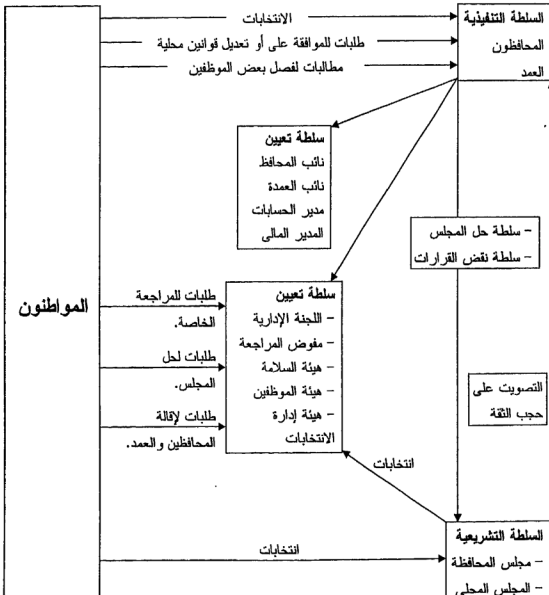 السلطة التنفيذية
المحافظون
العمد
الانتخابات
طلبات للموافقة على أو تعديل قوانين محلية
مطالبات لفصل بعض الموظفين
سلطة تعيين
نائب المحافظ
نائب العمدة
مدير الحسابات
المدير المالى
– سلطة حل المجلس
– سلطة نقض القرارات
المواطنون
سلطة تعيين
– اللجنة الإدارية
– مفوض المراجعة
– هيئة السلامة
– هيئة الموظفين
– هيئة إدارة
الانتخابات
طلبات للمراجعة
الخاصة.
طلبات لحل
المجلس.
طلبات لإقالة
المحافظين والعمد.
التصويت على
حجب الثقة
انتخابات
انتخابات
السلطة التشريعية
– مجلس المحافظة
– المجلس المحلى